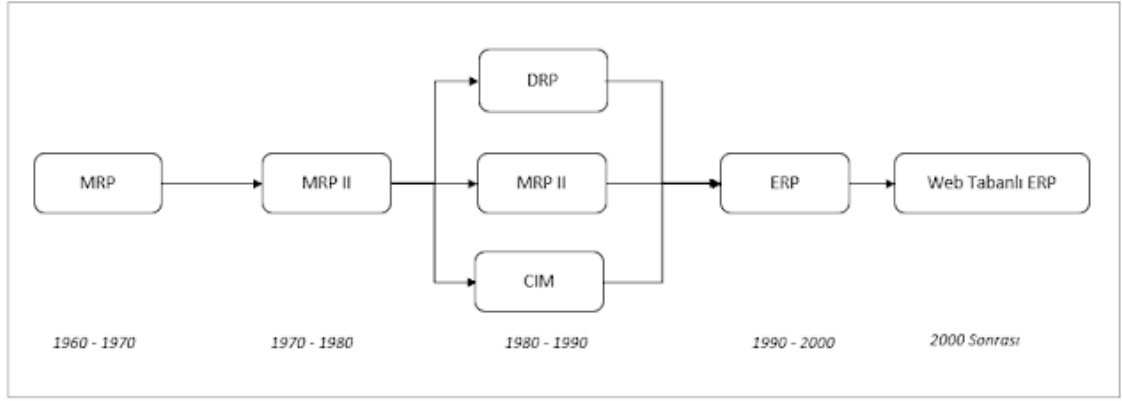 DRP
MRP
MRP II
MRP II
ERP
Web Tabanlı ERP
CIM
1960 - 1970
1970 - 1980
1980 - 1990
1990 - 2000
2000 Sonrası